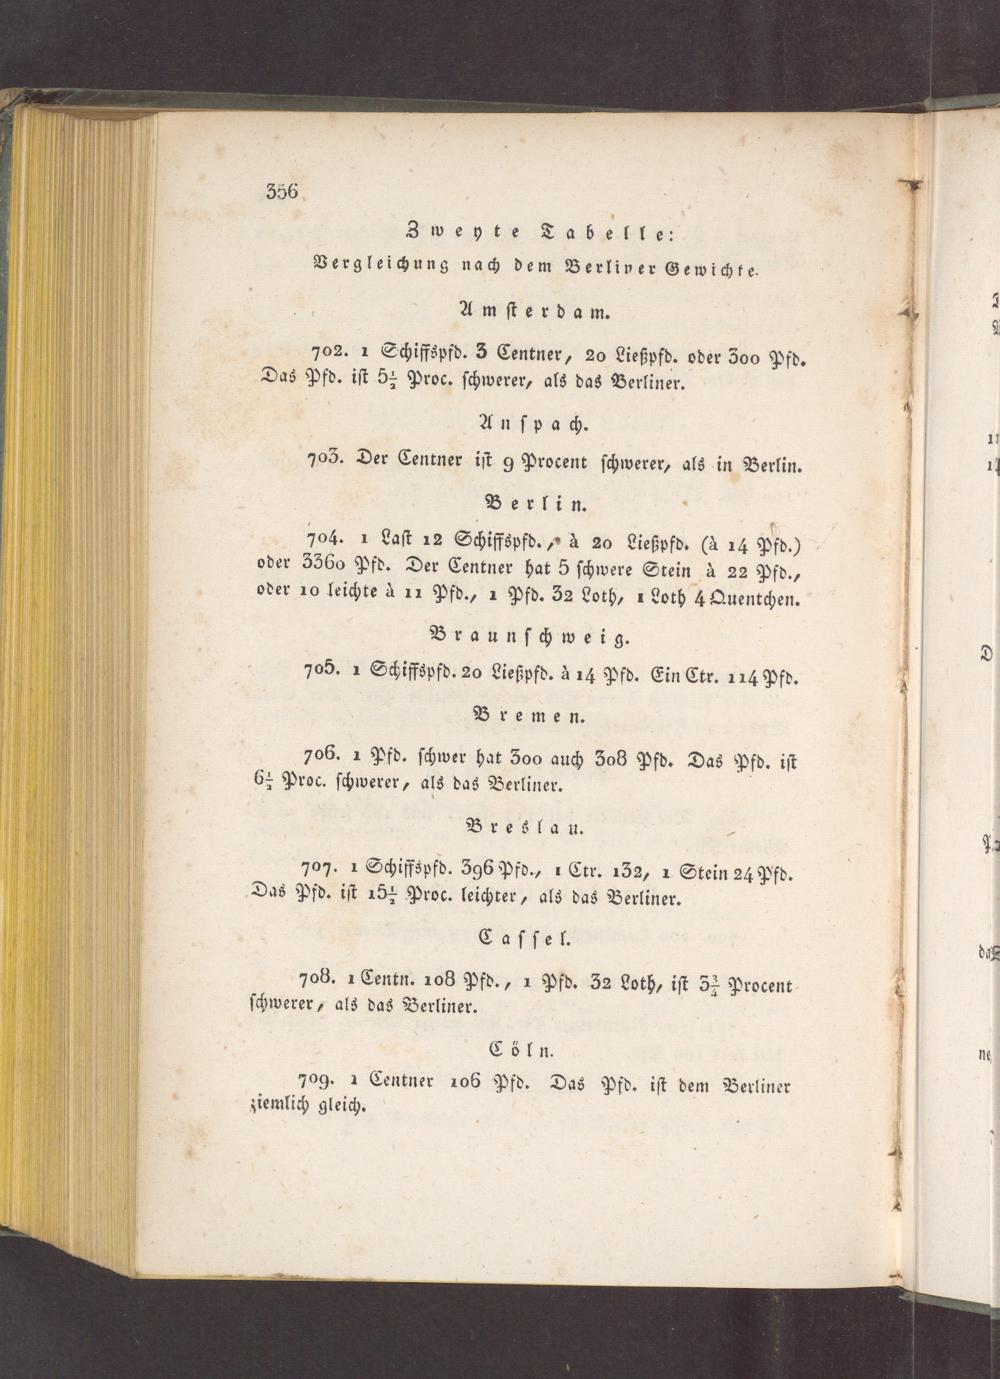 356
Zweyte Tabelle:
Vergleichung nach dem Berliner Gewichte.
Amsterdam.
702. 1 Schiffspfd. 3 Centner, 20 Ließpfd. oder 300 Pfd.
Das Pfd. ist 5½ Proc. schwerer, als das Berliner.
Anspach.
703. Der Centner ist 9 Procent schwerer, als in Berlin.
Berlin.
704. 1 Last 12 Schiffspfd., à 20 Ließpfd. (à 14 Pfd.)
oder 3360 Pfd. Der Centner hat 5 schwere Stein à 22 Pfd.,
oder 10 leichte à 11 Pfd., 1 Pfd. 32 Loth, 1 Loth 4 Quentchen.
Braunschweig.
705. 1 Schiffspfd. 20 Ließpfd. à 14 Pfd. Ein Ctr. 114 Pfd.
Bremen.
706. 1 Pfd. schwer hat 300 auch 308 Pfd. Das Pfd. ist
6½ Proc. schwerer, als das Berliner.
Breslau.
707. 1 Schiffspfd. 396 Pfd., 1 Ctr. 132, 1 Stein 24 Pfd.
Das Pfd. ist 15½ Proc. leichter, als das Berliner.
Cassel.
708. 1 Centn. 108 Pfd., 1 Pfd. 32 Loth, ist 3¾ Procent
schwerer, als das Berliner.
Cöln.
709. 1 Centner 106 Pfd. Das Pfd. ist dem Berliner
ziemlich gleich.